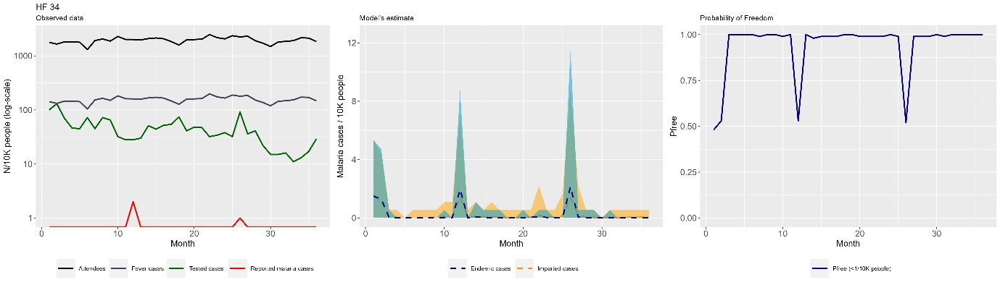 HF 34
Observed data
N/10K people (log-scale)
1000
100
10
1
0
10
20
30
Month
Attendees
Fever cases
Tested cases
Reported malaria cases
Model's estimate
Malaria cases / 10K people
12
8
4
0
0
10
20
30
Month
Endemic cases
Imported cases
Probability of Freedom
Pfree
1.00
0.75
0.50
0.25
0.00
0
10
20
30
Month
Pfree (<1/10K people)